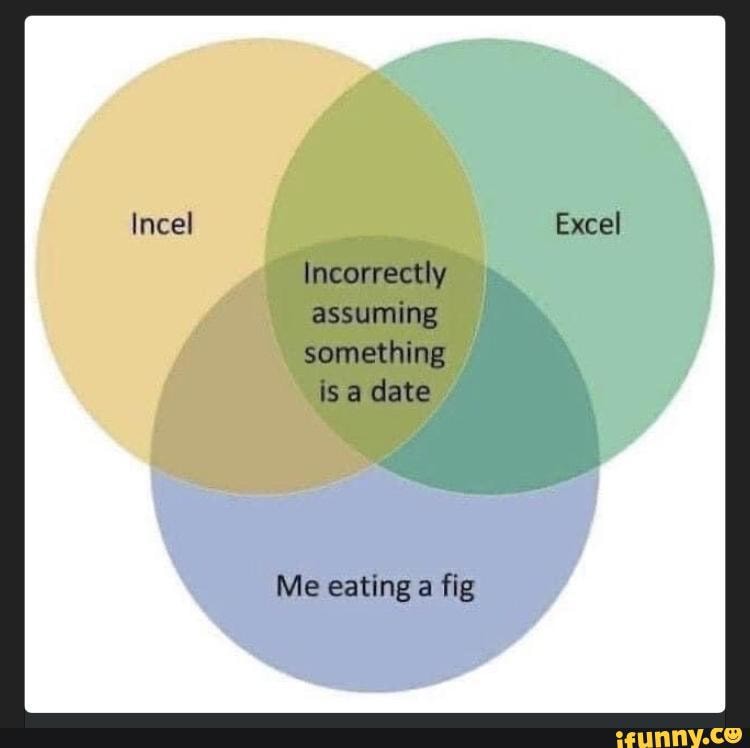 Incel
Excel
Incorrectly
assuming
something
is a date
Me eating a fig
ifunny.co